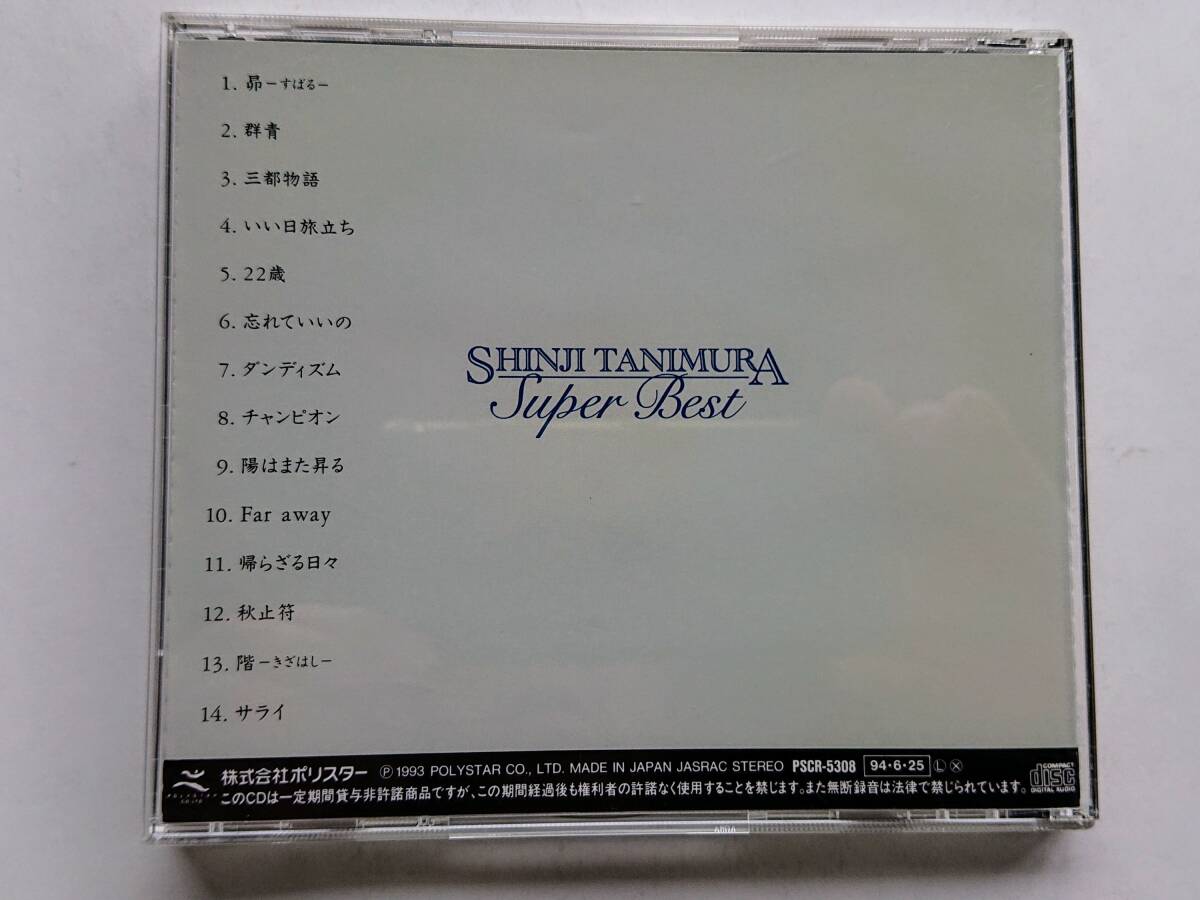 1. 昴 −すばる−
2. 群青
3. 三都物語
4. いい日旅立ち
5. 22歳
6. 忘れていいの
7. ダンディズム
8. チャンピオン
9. 陽はまた昇る
10. Far away
11. 帰らざる日々
12. 秋止符
13. 階 −きざはし−
14. サライ
SHINJI TANIMURA
Super Best
POLYSTAR
CO.,LTD.
株式会社ポリスター Ⓟ 1993 POLYSTAR CO., LTD. MADE IN JAPAN JASRAC STEREO PSCR-5308 94・6・25 Ⓛ Ⓧ
このCDは一定期間貸与非許諾商品ですが、この期間経過後も権利者の許諾なく使用することを禁じます。また無断録音は法律で禁じられています。
COMPACT
disc
DIGITAL AUDIO